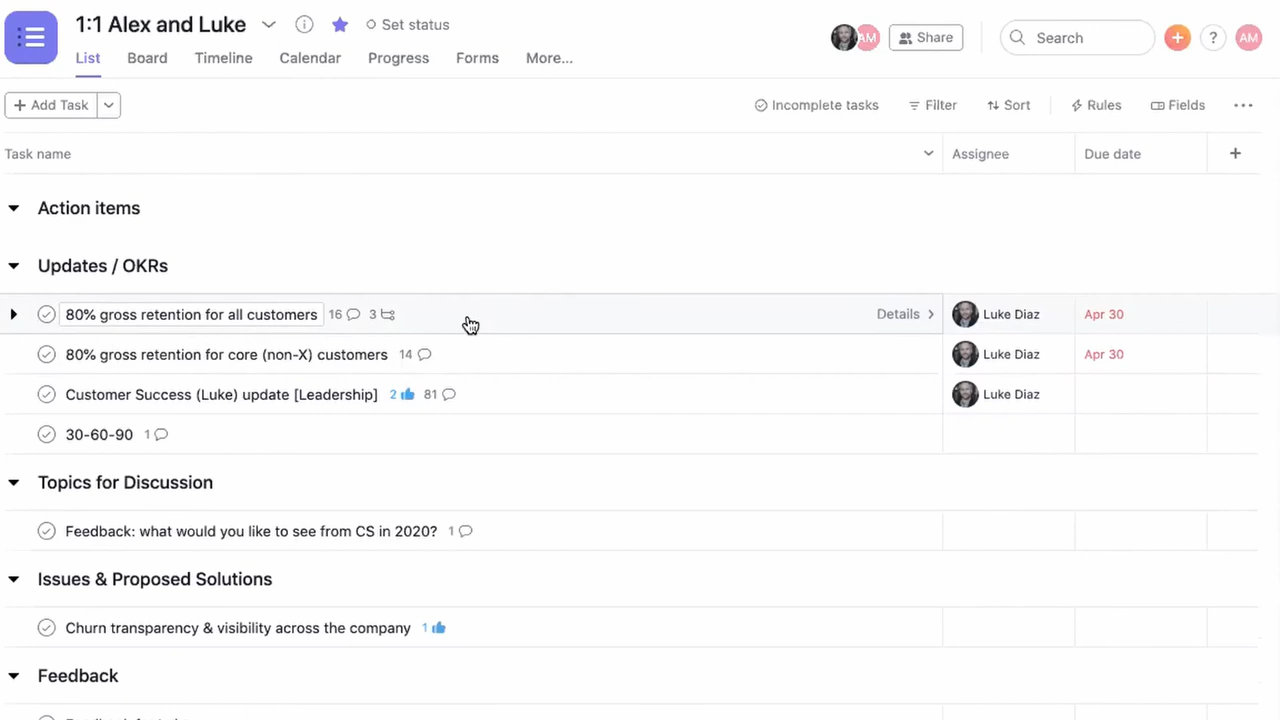 1:1 Alex and Luke
Set status
AM
Share
Search
?
AM
List Board Timeline Calendar Progress Forms More...
+ Add Task
Incomplete tasks Filter Sort Rules Fields ...
Task name Assignee Due date +
Action items
Updates / OKRs
80% gross retention for all customers 16 3 Details > Luke Diaz Apr 30
80% gross retention for core (non-X) customers 14 Luke Diaz Apr 30
Customer Success (Luke) update [Leadership] 2 81 Luke Diaz
30-60-90 1
Topics for Discussion
Feedback: what would you like to see from CS in 2020? 1
Issues & Proposed Solutions
Churn transparency & visibility across the company 1
Feedback